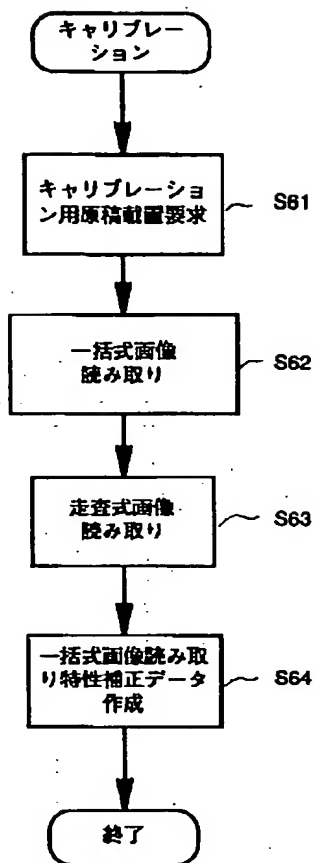 キャリブレー
ション
キャリブレーショ
ン用原稿載置要求
S61
一括式画像
読み取り
S62
走査式画像
読み取り
S63
一括式画像読み取
り特性補正データ
作成
S64
終了